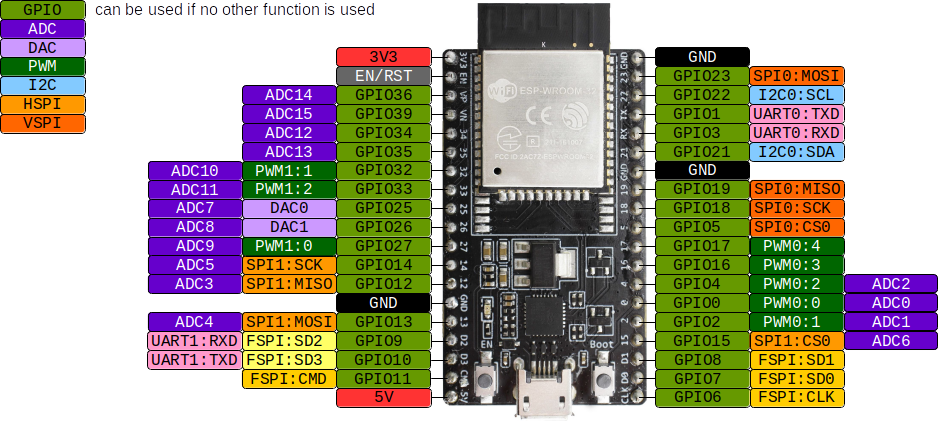 GPIO can be used if no other function is used
ADC
DAC
PWM
I2C
HSPI
VSPI
3V3
EN/RST
ADC14 GPIO36
ADC15 GPIO39
ADC12 GPIO34
ADC13 GPIO35
ADC10 PWM1:1 GPIO32
ADC11 PWM1:2 GPIO33
ADC7 DAC0 GPIO25
ADC8 DAC1 GPIO26
ADC9 PWM1:0 GPIO27
ADC5 SPI1:SCK GPIO14
ADC3 SPI1:MISO GPIO12
GND
ADC4 SPI1:MOSI GPIO13
UART1:RXD FSPI:SD2 GPIO9
UART1:TXD FSPI:SD3 GPIO10
FSPI:CMD GPIO11
5V
3V3
EN
VP
VN
34
35
32
33
25
26
27
14
12
GND
13
D2
D3
WiFi ESP-WROOM-32
CE
R
EN
Boot
GND
23
22
TX
RX
21
GND
19
18
5
17
4
0
2
15
D1
D0
CLK
GND
GPIO23 SPI0:MOSI
GPIO22 I2C0:SCL
GPIO1 UART0:TXD
GPIO3 UART0:RXD
GPIO21 I2C0:SDA
GND
GPIO19 SPI0:MISO
GPIO18 SPI0:SCK
GPIO5 SPI0:CS0
GPIO17 PWM0:4
GPIO16 PWM0:3
GPIO4 PWM0:2 ADC2
GPIO0 PWM0:0 ADC0
GPIO2 PWM0:1 ADC1
GPIO15 SPI1:CS0 ADC6
GPIO8 FSPI:SD1
GPIO7 FSPI:SD0
GPIO6 FSPI:CLK